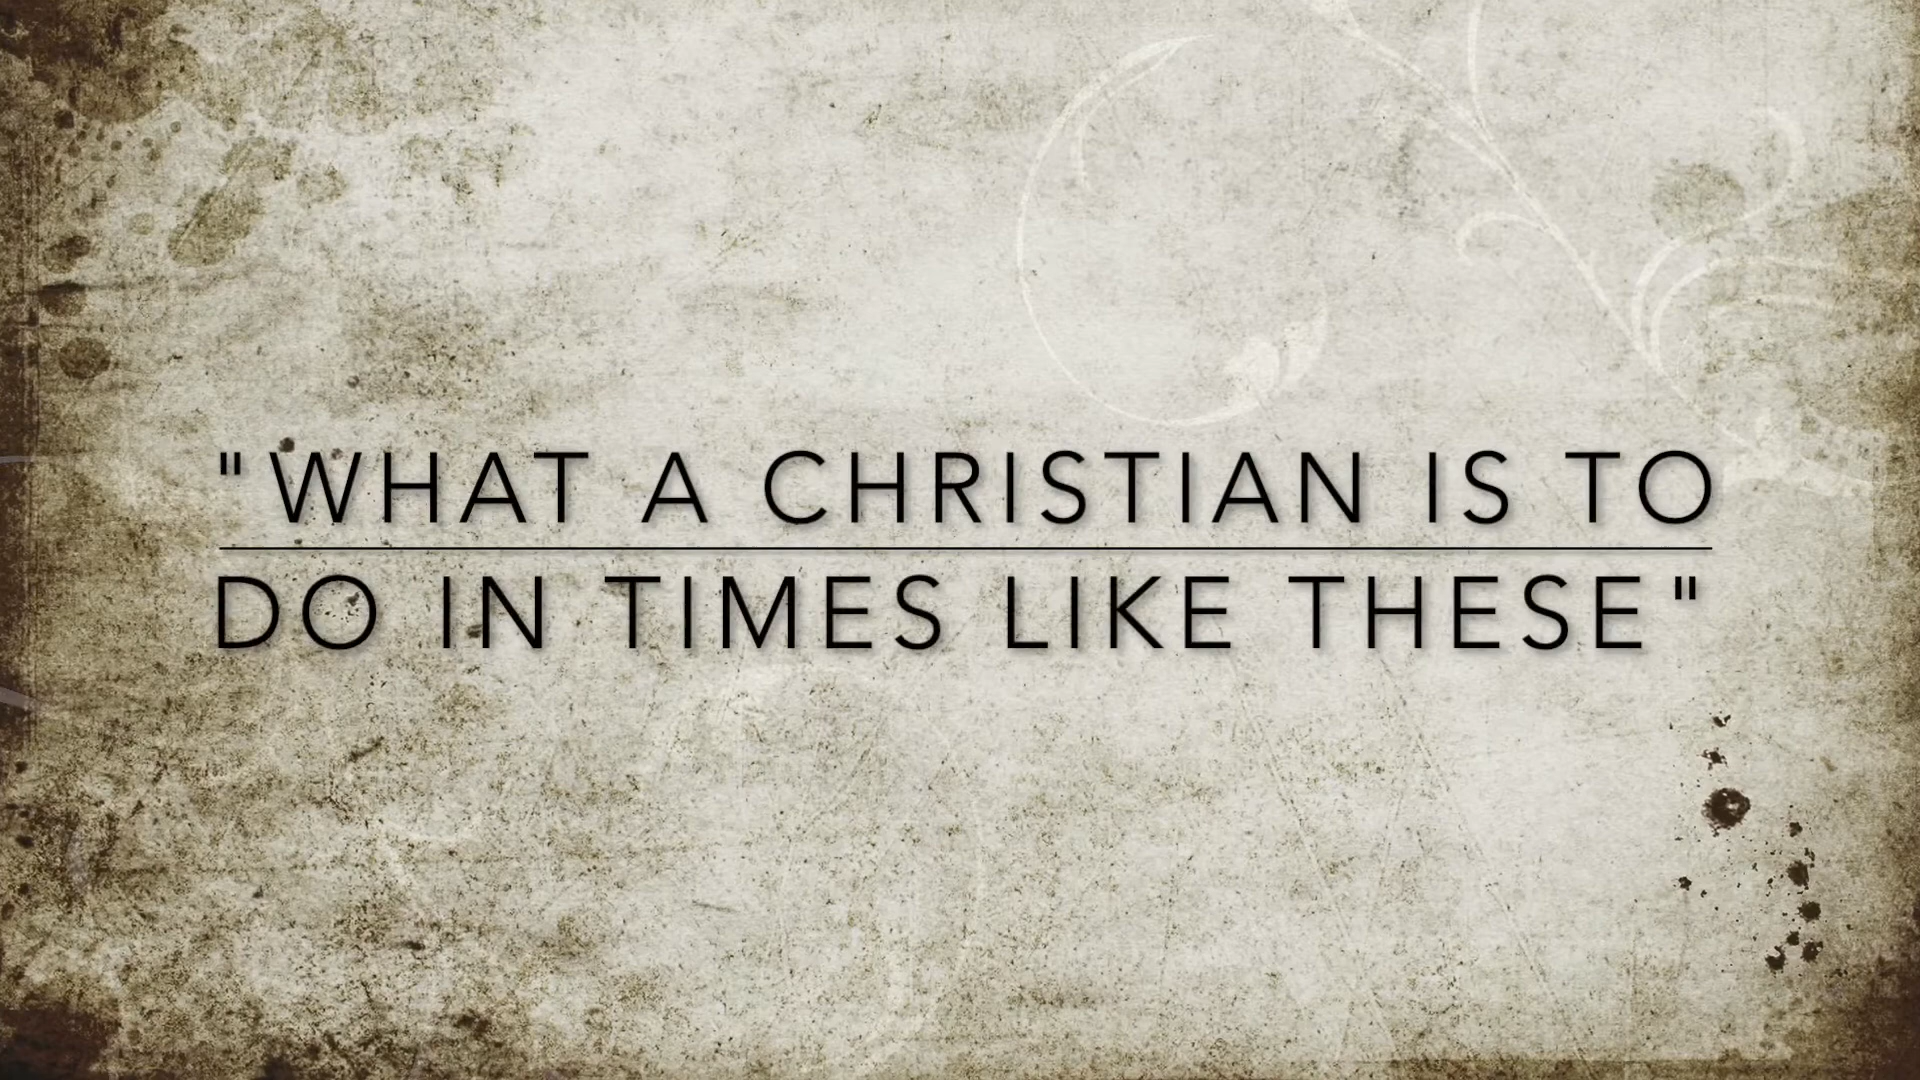 "WHAT A CHRISTIAN IS TO
DO IN TIMES LIKE THESE"